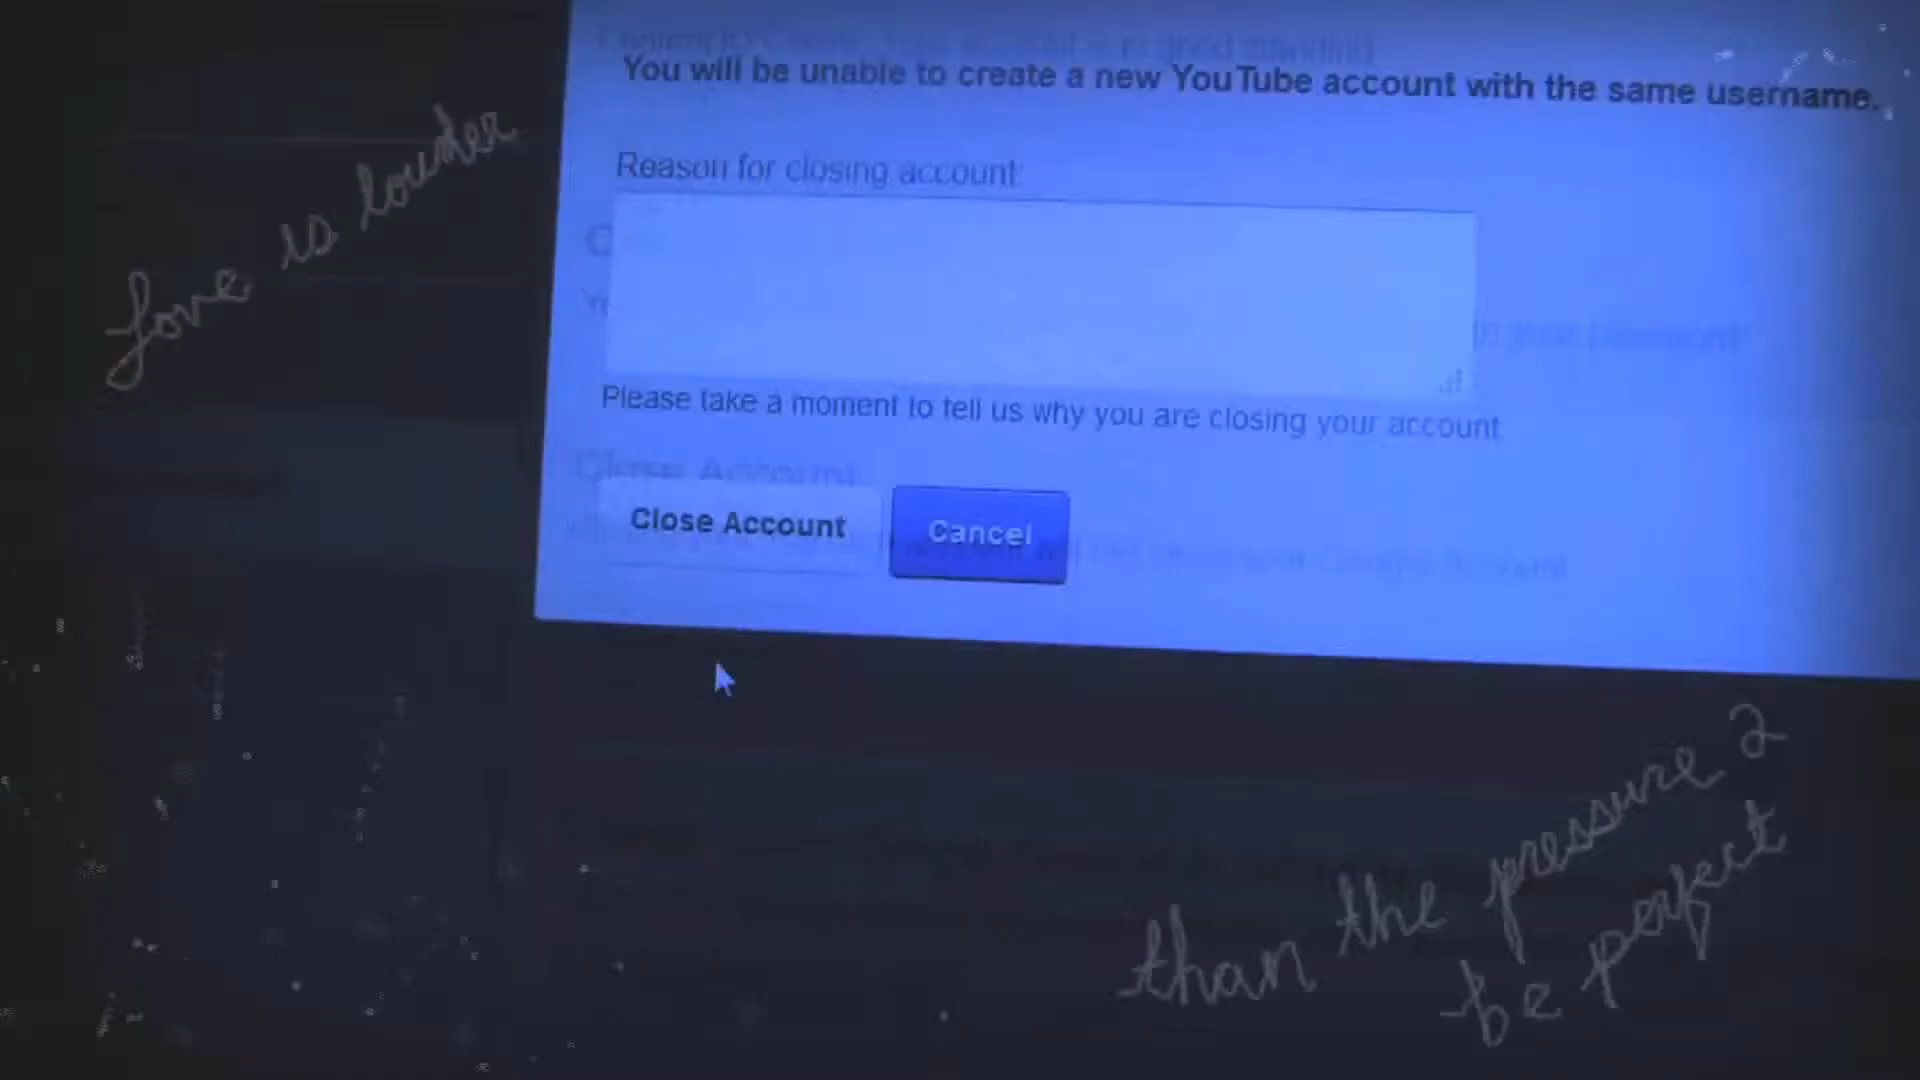 You will be unable to create a new YouTube account with the same username.
Love is louder
Reason for closing account:
Please take a moment to tell us why you are closing your account
Close Account
Close Account
Cancel
than the pressure 2
be perfect